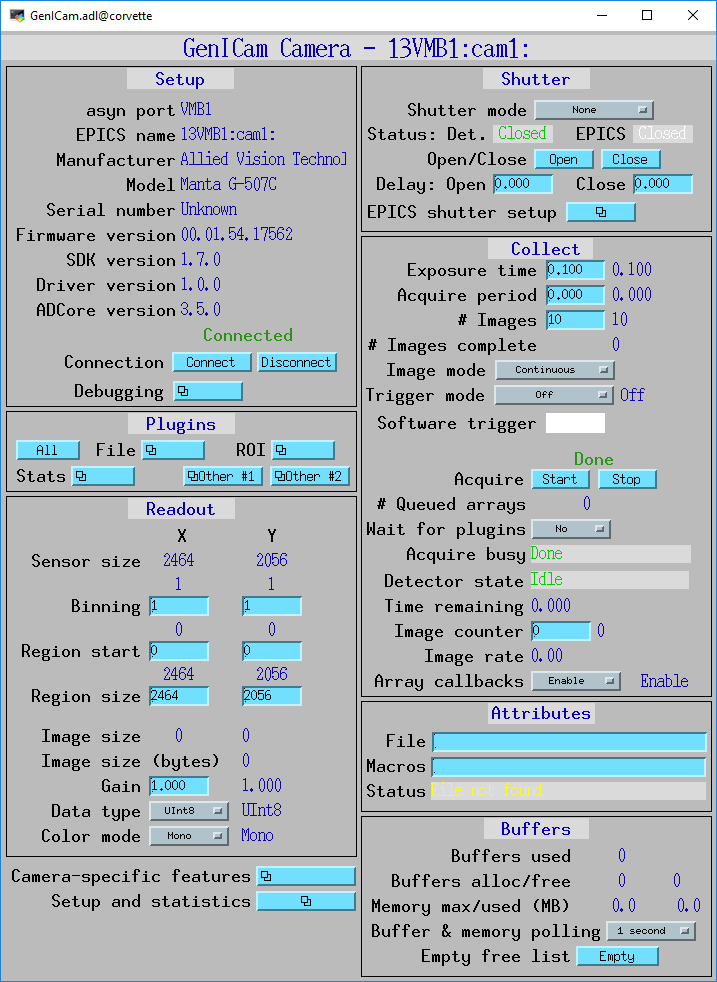 GenICam.adl@corvette
GenICam Camera - 13VMB1:cam1:
Setup
asyn port VMB1
EPICS name 13VMB1:cam1:
Manufacturer Allied Vision Technol
Model Manta G-507C
Serial number Unknown
Firmware version 00.01.54.17562
SDK version 1.7.0
Driver version 1.0.0
ADCore version 3.5.0
Connected
Connection Connect Disconnect
Debugging
Plugins
All File ROI
Stats Other #1 Other #2
Readout
X Y
Sensor size 2464 2056
1 1
Binning 1 1
0 0
Region start 0 0
2464 2056
Region size 2464 2056
Image size 0 0
Image size (bytes) 0
Gain 1.000 1.000
Data type UInt8 UInt8
Color mode Mono Mono
Camera-specific features
Setup and statistics
Shutter
Shutter mode None
Status: Det. Closed EPICS Closed
Open/Close Open Close
Delay: Open 0.000 Close 0.000
EPICS shutter setup
Collect
Exposure time 0.100 0.100
Acquire period 0.000 0.000
# Images 10 10
# Images complete 0
Image mode Continuous
Trigger mode Off Off
Software trigger
Done
Acquire Start Stop
# Queued arrays 0
Wait for plugins No
Acquire busy Done
Detector state Idle
Time remaining 0.000
Image counter 0 0
Image rate 0.00
Array callbacks Enable Enable
Attributes
File
Macros
Status File not found
Buffers
Buffers used 0
Buffers alloc/free 0 0
Memory max/used (MB) 0.0 0.0
Buffer & memory polling 1 second
Empty free list Empty